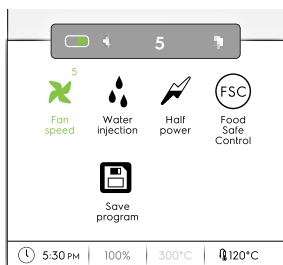 5
5
FSC
Fan speed
Water injection
Half power
Food Safe Control
Save program
5:30 PM 100% 300°C 120°C